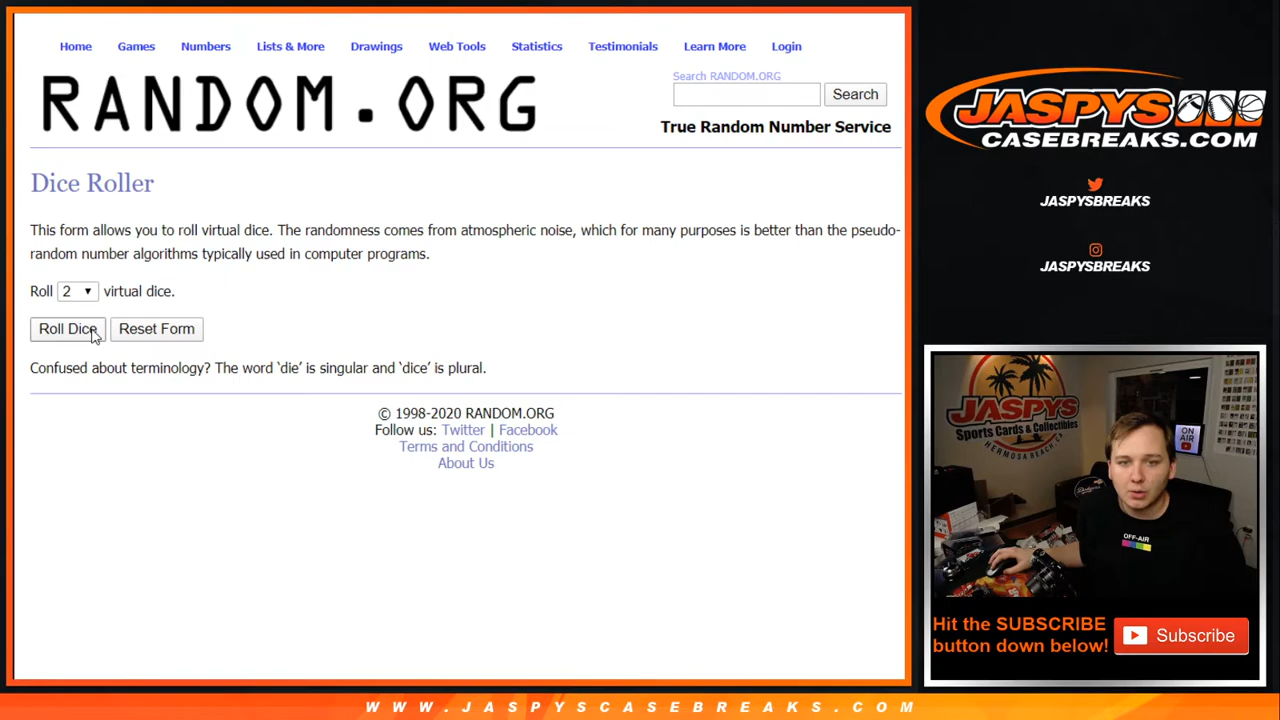 Home Games Numbers Lists & More Drawings Web Tools Statistics Testimonials Learn More Login
RANDOM.ORG
Search RANDOM.ORG
Search
True Random Number Service
Dice Roller
This form allows you to roll virtual dice. The randomness comes from atmospheric noise, which for many purposes is better than the pseudo-
random number algorithms typically used in computer programs.
Roll 2 virtual dice.
Roll Dice Reset Form
Confused about terminology? The word ‘die’ is singular and ‘dice’ is plural.
© 1998-2020 RANDOM.ORG
Follow us: Twitter | Facebook
Terms and Conditions
About Us
JASPYS
CASEBREAKS.COM
JASPYSBREAKS
JASPYSBREAKS
JASPYS
Sports Cards & Collectibles
HERMOSA BEACH, CA
ON
AIR
Dodgers
OFF-AIR
Hit the SUBSCRIBE
button down below!
Subscribe
WWW.JASPYSCASEBREAKS.COM